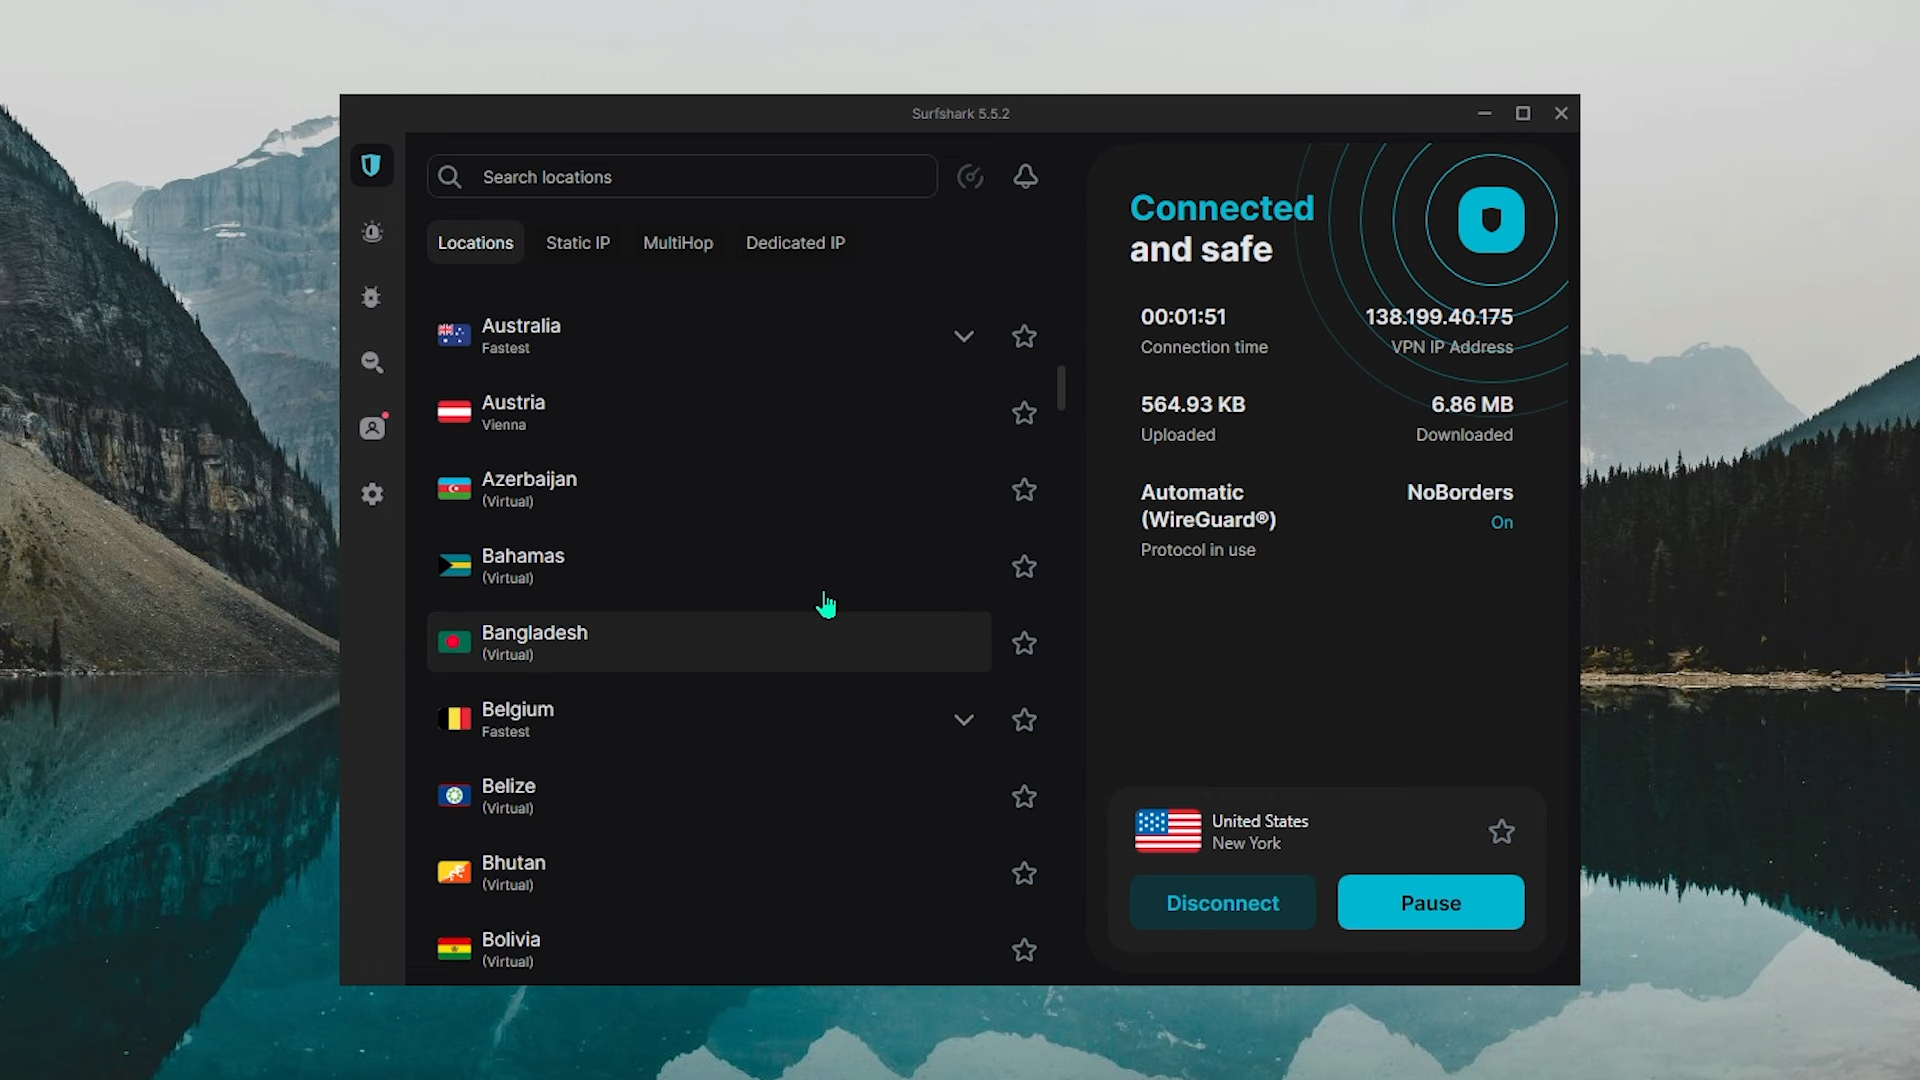 Surfshark 5.5.2
Search locations
Locations
Static IP
MultiHop
Dedicated IP
Australia
Fastest
Austria
Vienna
Azerbaijan
(Virtual)
Bahamas
(Virtual)
Bangladesh
(Virtual)
Belgium
Fastest
Belize
(Virtual)
Bhutan
(Virtual)
Bolivia
(Virtual)
Connected
and safe
00:01:51
Connection time
138.199.40.175
VPN IP Address
564.93 KB
Uploaded
6.86 MB
Downloaded
Automatic
(WireGuard®)
Protocol in use
NoBorders
On
United States
New York
Disconnect
Pause